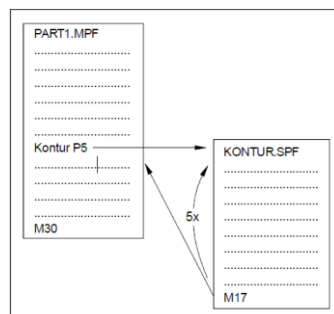 PART1.MPF
Kontur P5
M30
KONTUR.SPF
5x
M17